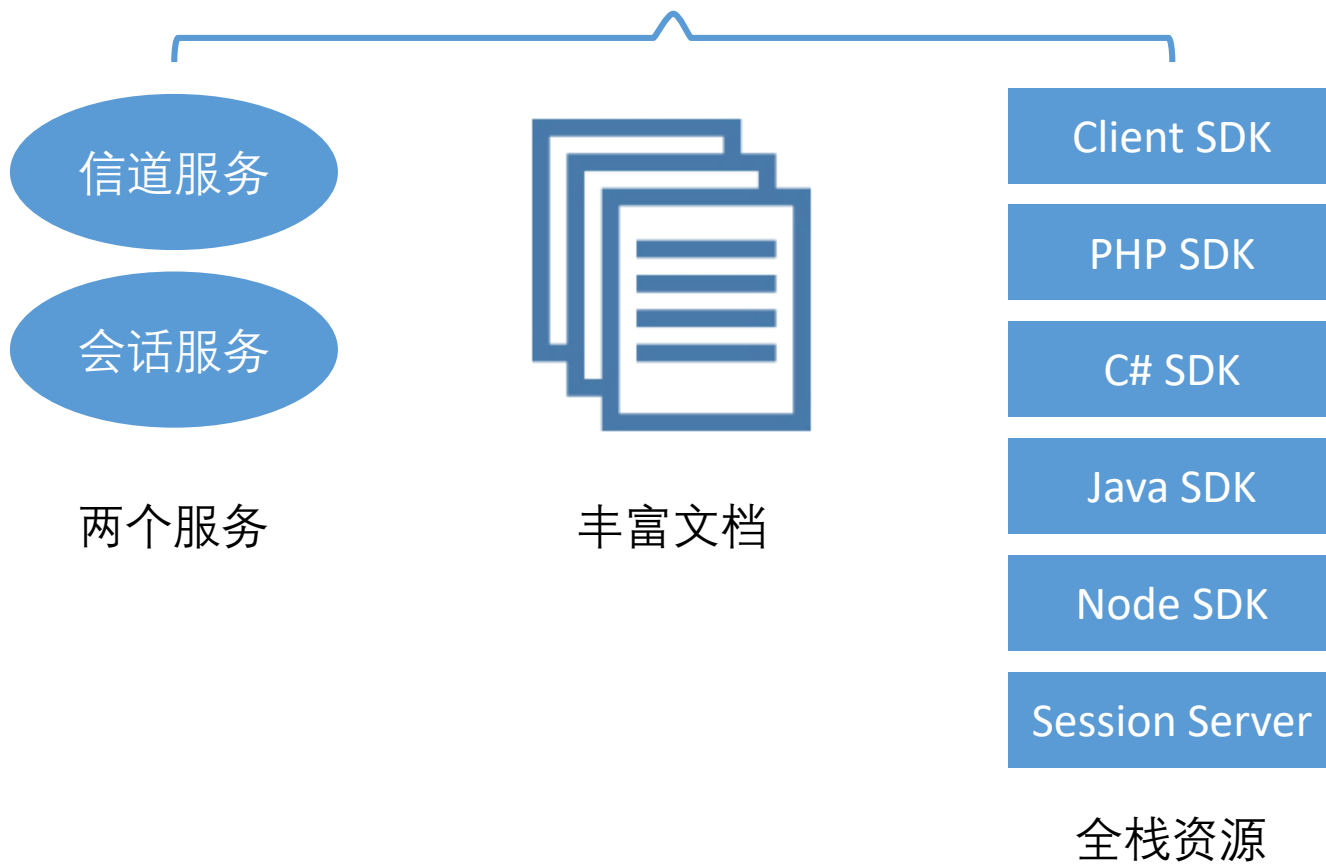 信道服务
会话服务
两个服务
丰富文档
Client SDK
PHP SDK
C# SDK
Java SDK
Node SDK
Session Server
全栈资源